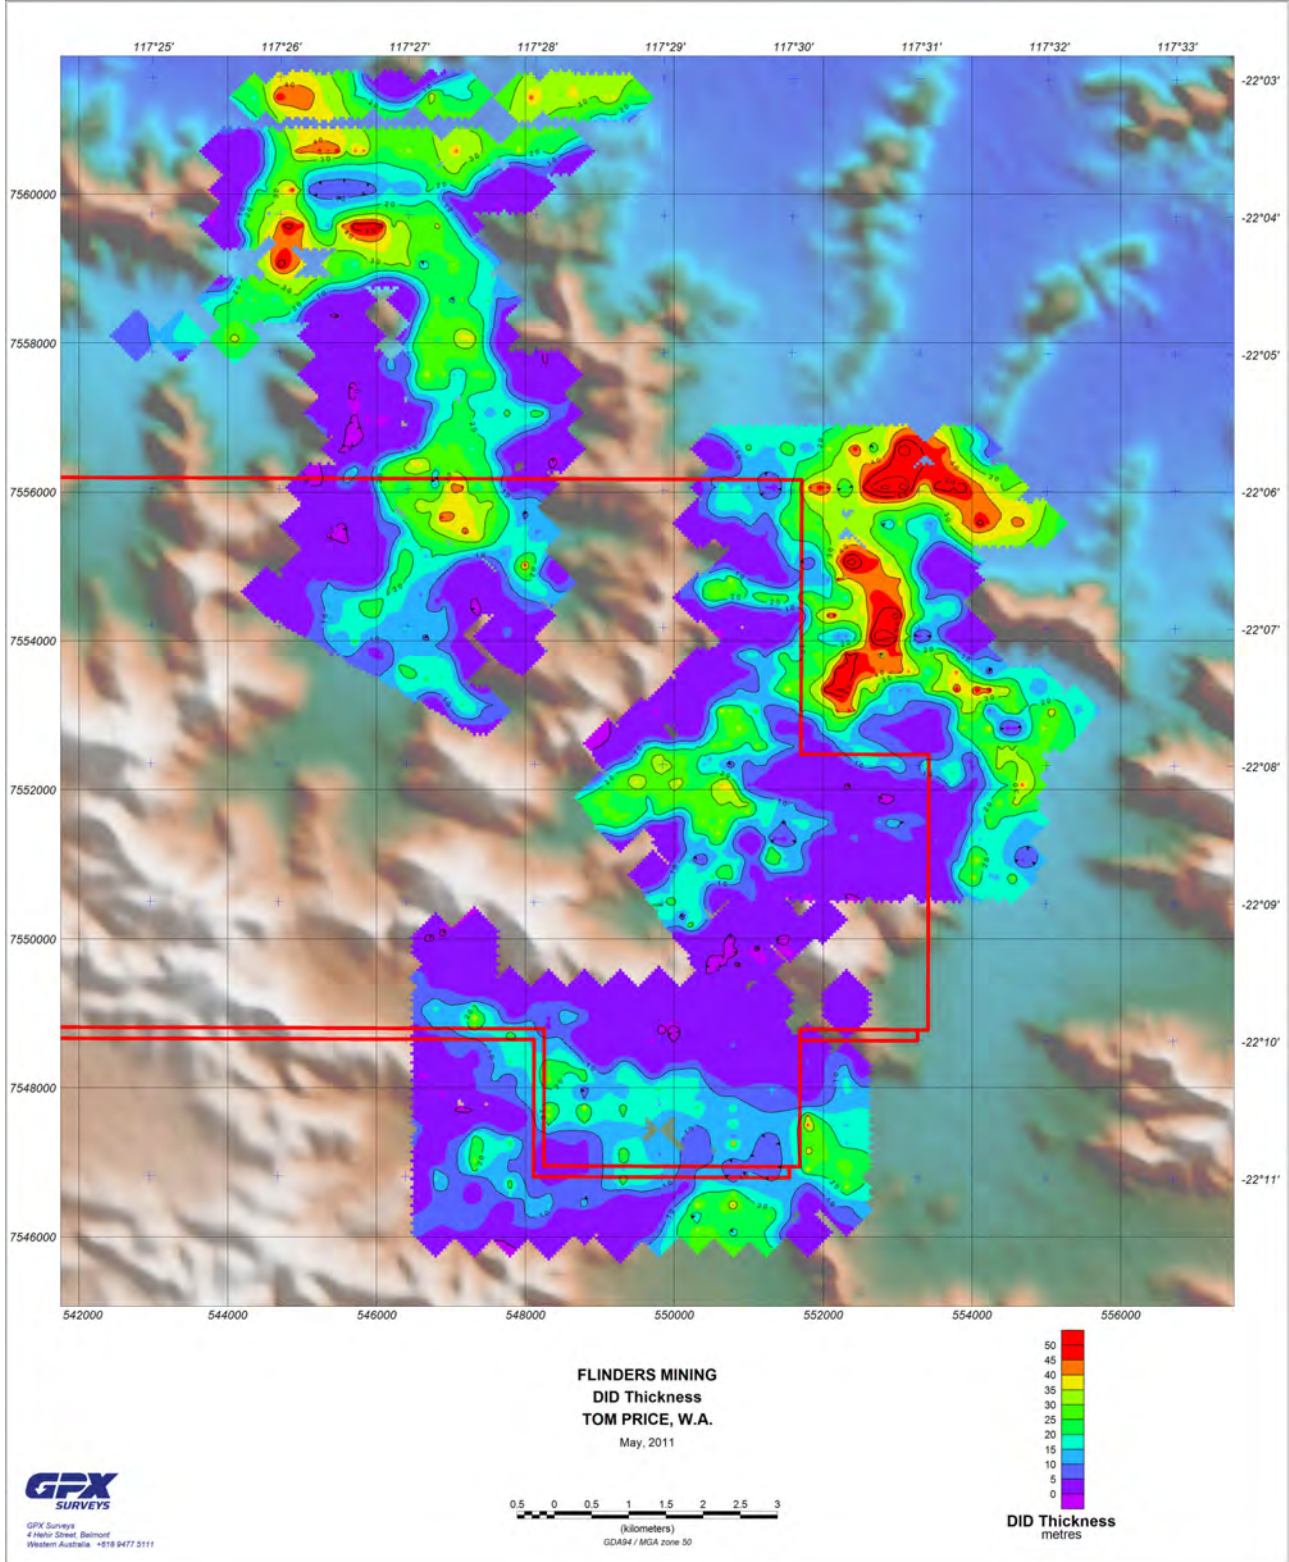 117°25' 117°26' 117°27' 117°28' 117°29' 117°30' 117°31' 117°32' 117°33'
-22°03'
7560000
-22°04'
7558000
-22°05'
7556000
-22°06'
7554000
-22°07'
7552000
-22°08'
-22°09'
7550000
-22°10'
7548000
-22°11'
7546000
542000 544000 546000 548000 550000 552000 554000 556000
FLINDERS MINING
DID Thickness
TOM PRICE, W.A.
May, 2011
50
45
40
35
30
25
20
15
10
5
0
DID Thickness
metres
0.5 0 0.5 1 1.5 2 2.5 3
(kilometers)
GDA94 / MGA zone 50
GPX
SURVEYS
GPX Surveys
4 Hehir Street, Belmont
Western Australia. +618 9477 5111